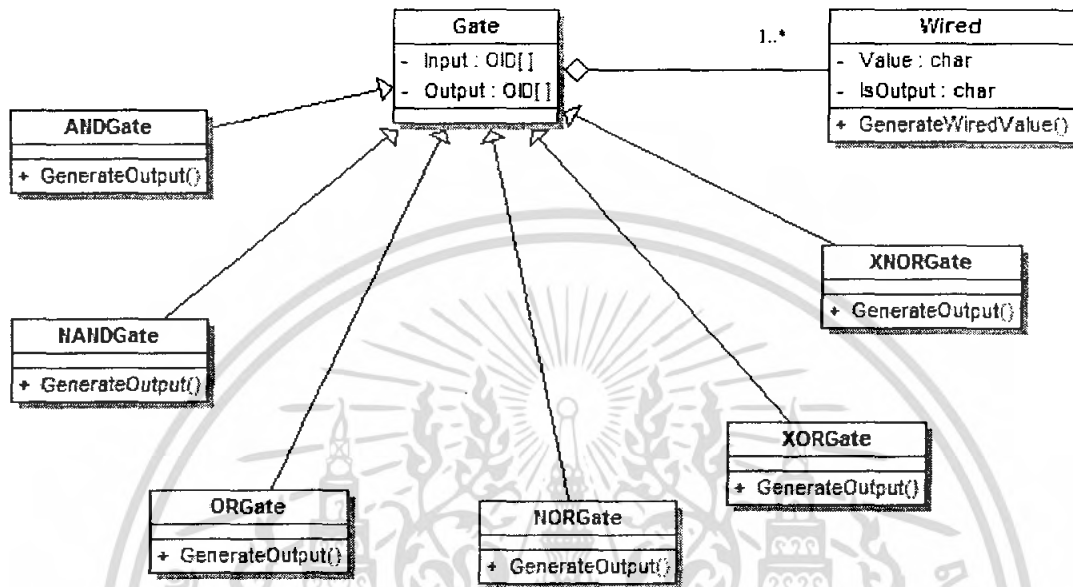 Gate
- Input : OID[ ]
- Output : OID[ ]
1..*
Wired
- Value : char
- IsOutput : char
+ GenerateWiredValue()
ANDGate
+ GenerateOutput()
NANDGate
+ GenerateOutput()
ORGate
+ GenerateOutput()
NORGate
+ GenerateOutput()
XORGate
+ GenerateOutput()
XNORGate
+ GenerateOutput()